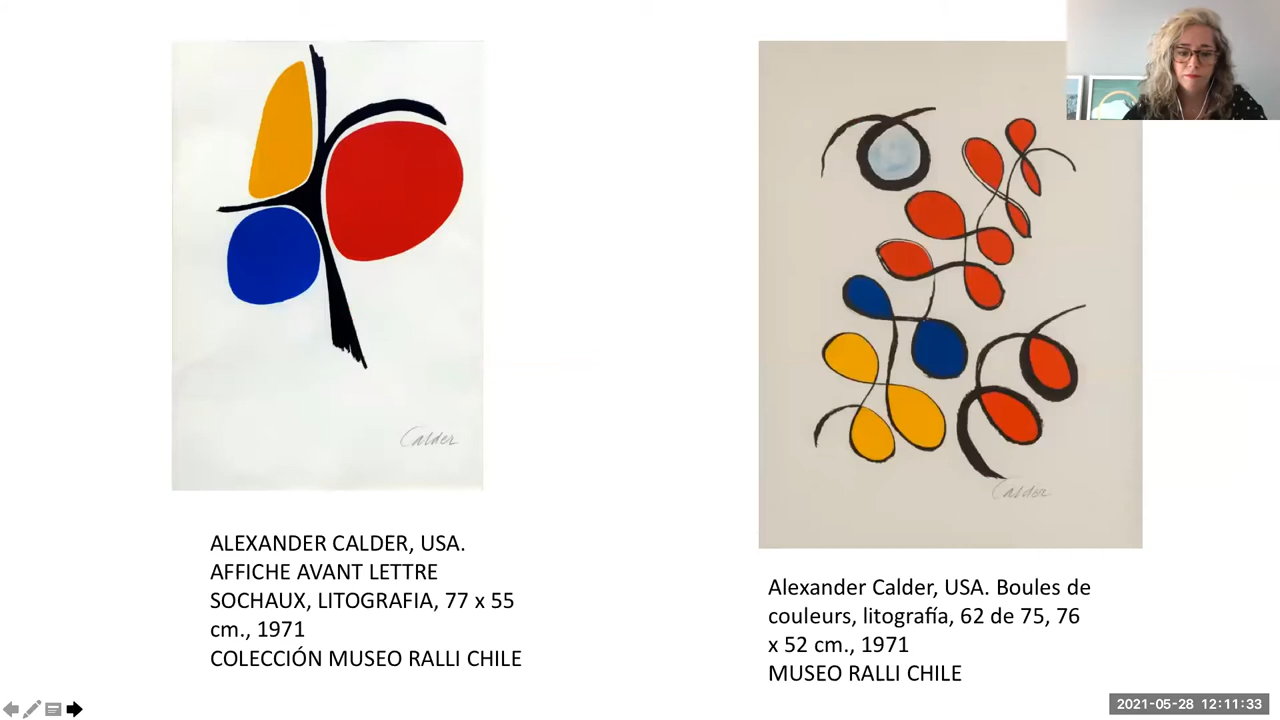 Calder
Calder
ALEXANDER CALDER, USA.
AFFICHE AVANT LETTRE
SOCHAUX, LITOGRAFIA, 77 x 55
cm., 1971
COLECCIÓN MUSEO RALLI CHILE
Alexander Calder, USA. Boules de
couleurs, litografía, 62 de 75, 76
x 52 cm., 1971
MUSEO RALLI CHILE
2021-05-28 12:11:33